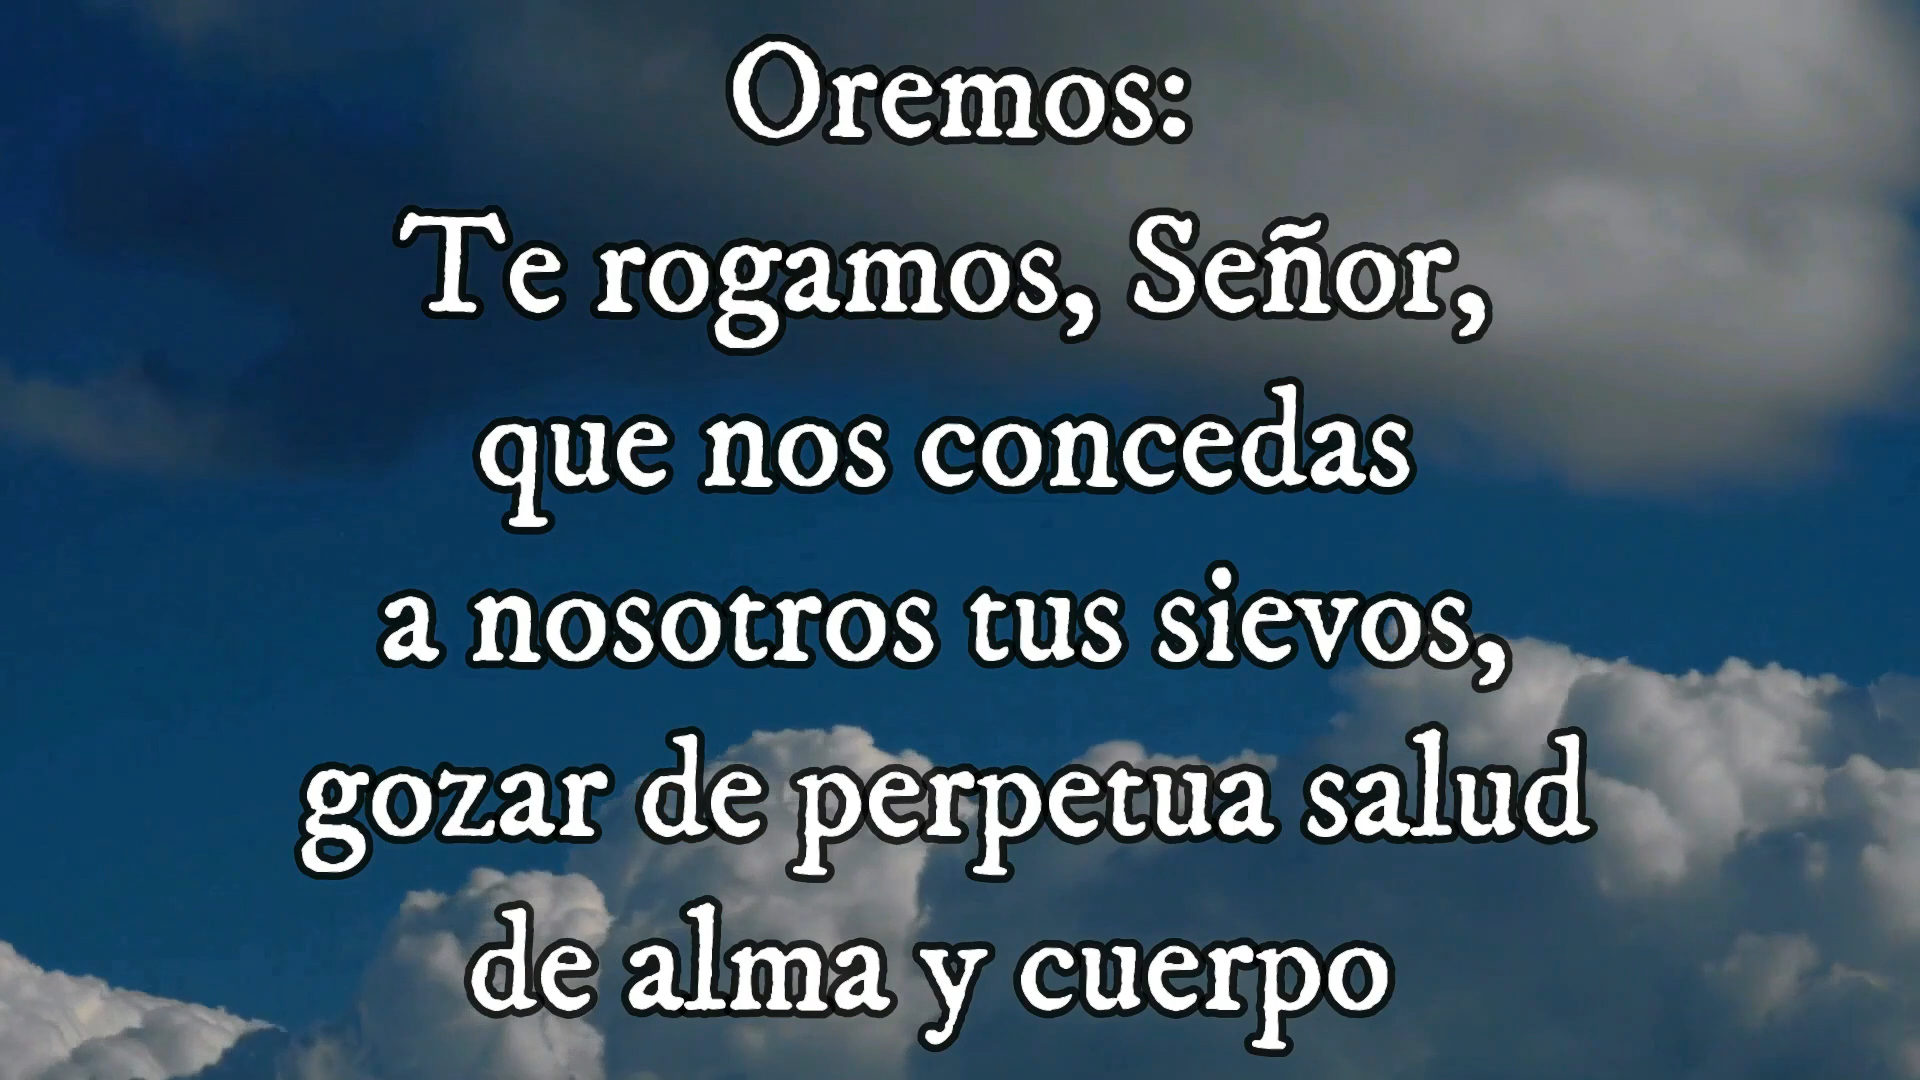 Oremos:
Te rogamos, Señor,
que nos concedas
a nosotros tus sievos,
gozar de perpetua salud
de alma y cuerpo